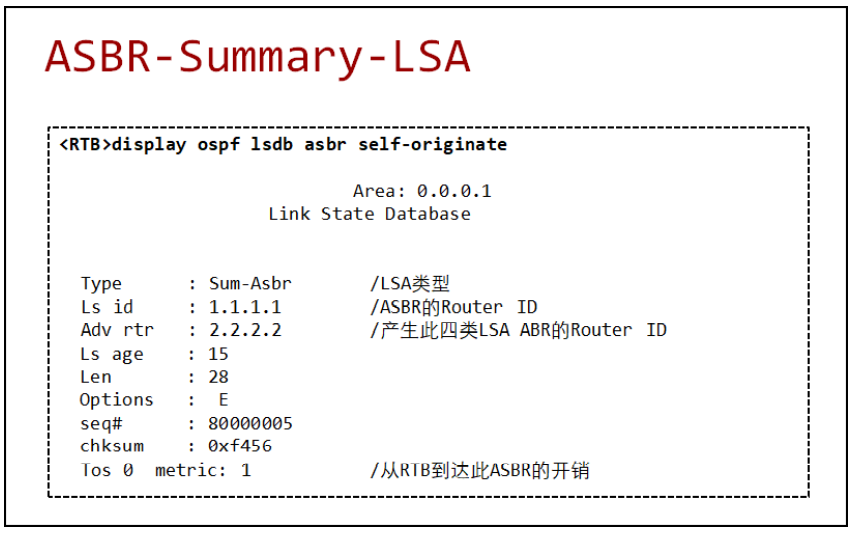 ASBR-Summary-LSA
<RTB>display ospf lsdb asbr self-originate
Area: 0.0.0.1
Link State Database
Type : Sum-Asbr /LSA类型
Ls id : 1.1.1.1 /ASBR的Router ID
Adv rtr : 2.2.2.2 /产生此四类LSA ABR的Router ID
Ls age : 15
Len : 28
Options : E
seq# : 80000005
chksum : 0xf456
Tos 0 metric: 1 /从RTB到达此ASBR的开销